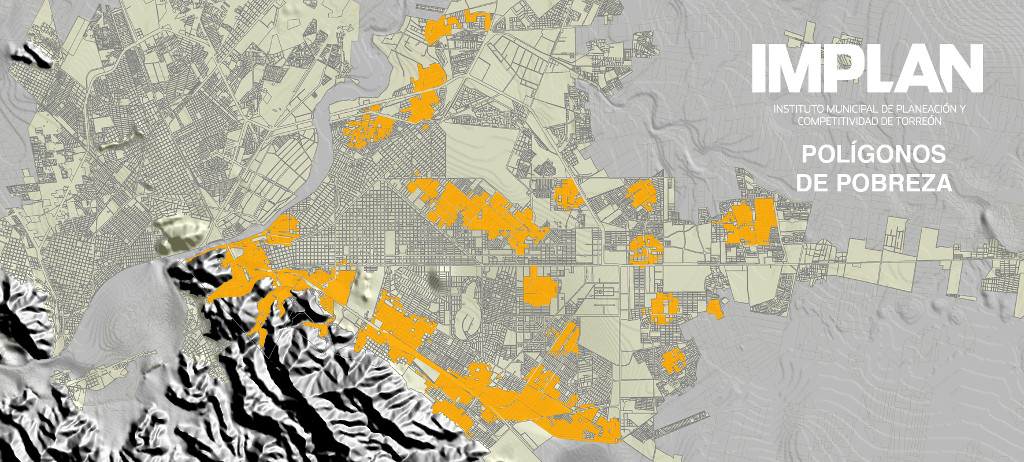 IMPLAN
INSTITUTO MUNICIPAL DE PLANEACIÓN Y
COMPETITIVIDAD DE TORREÓN
POLÍGONOS
DE POBREZA